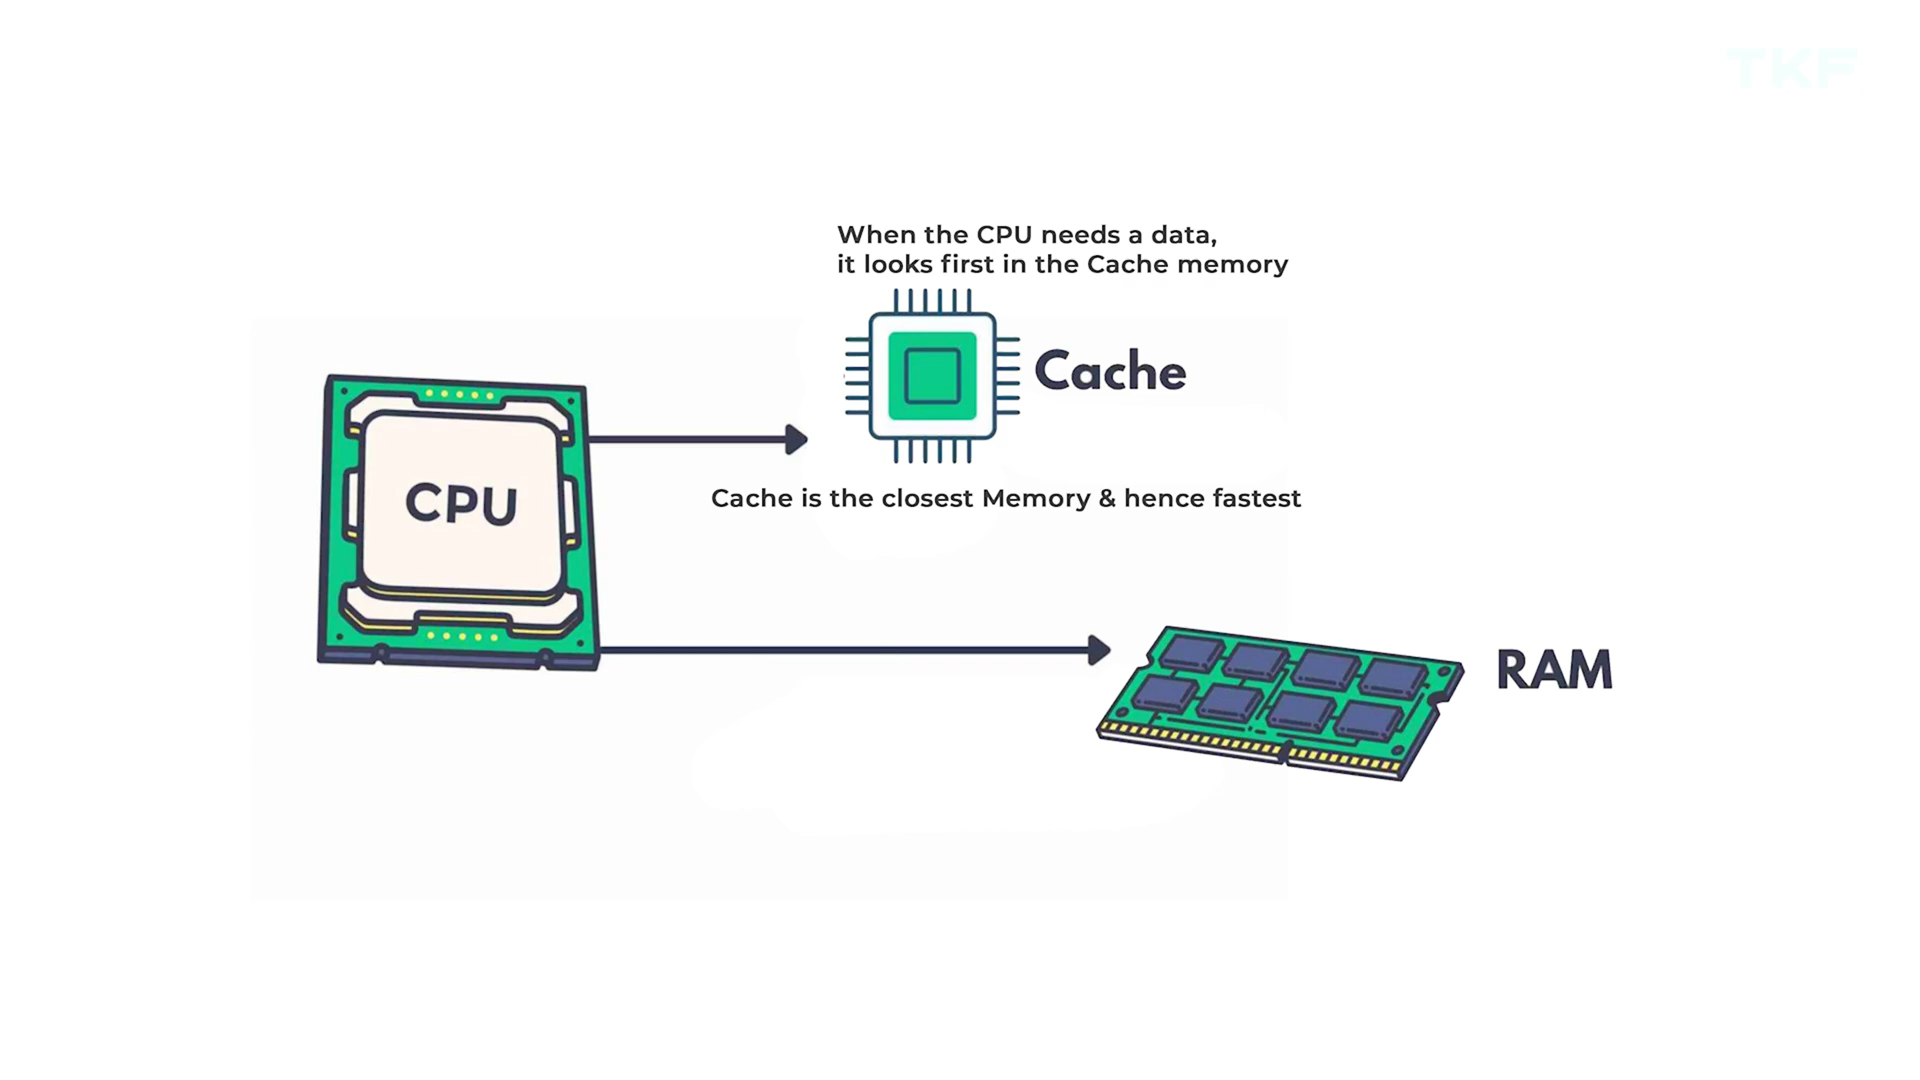 TKF
When the CPU needs a data,
it looks first in the Cache memory
Cache
CPU
Cache is the closest Memory & hence fastest
RAM